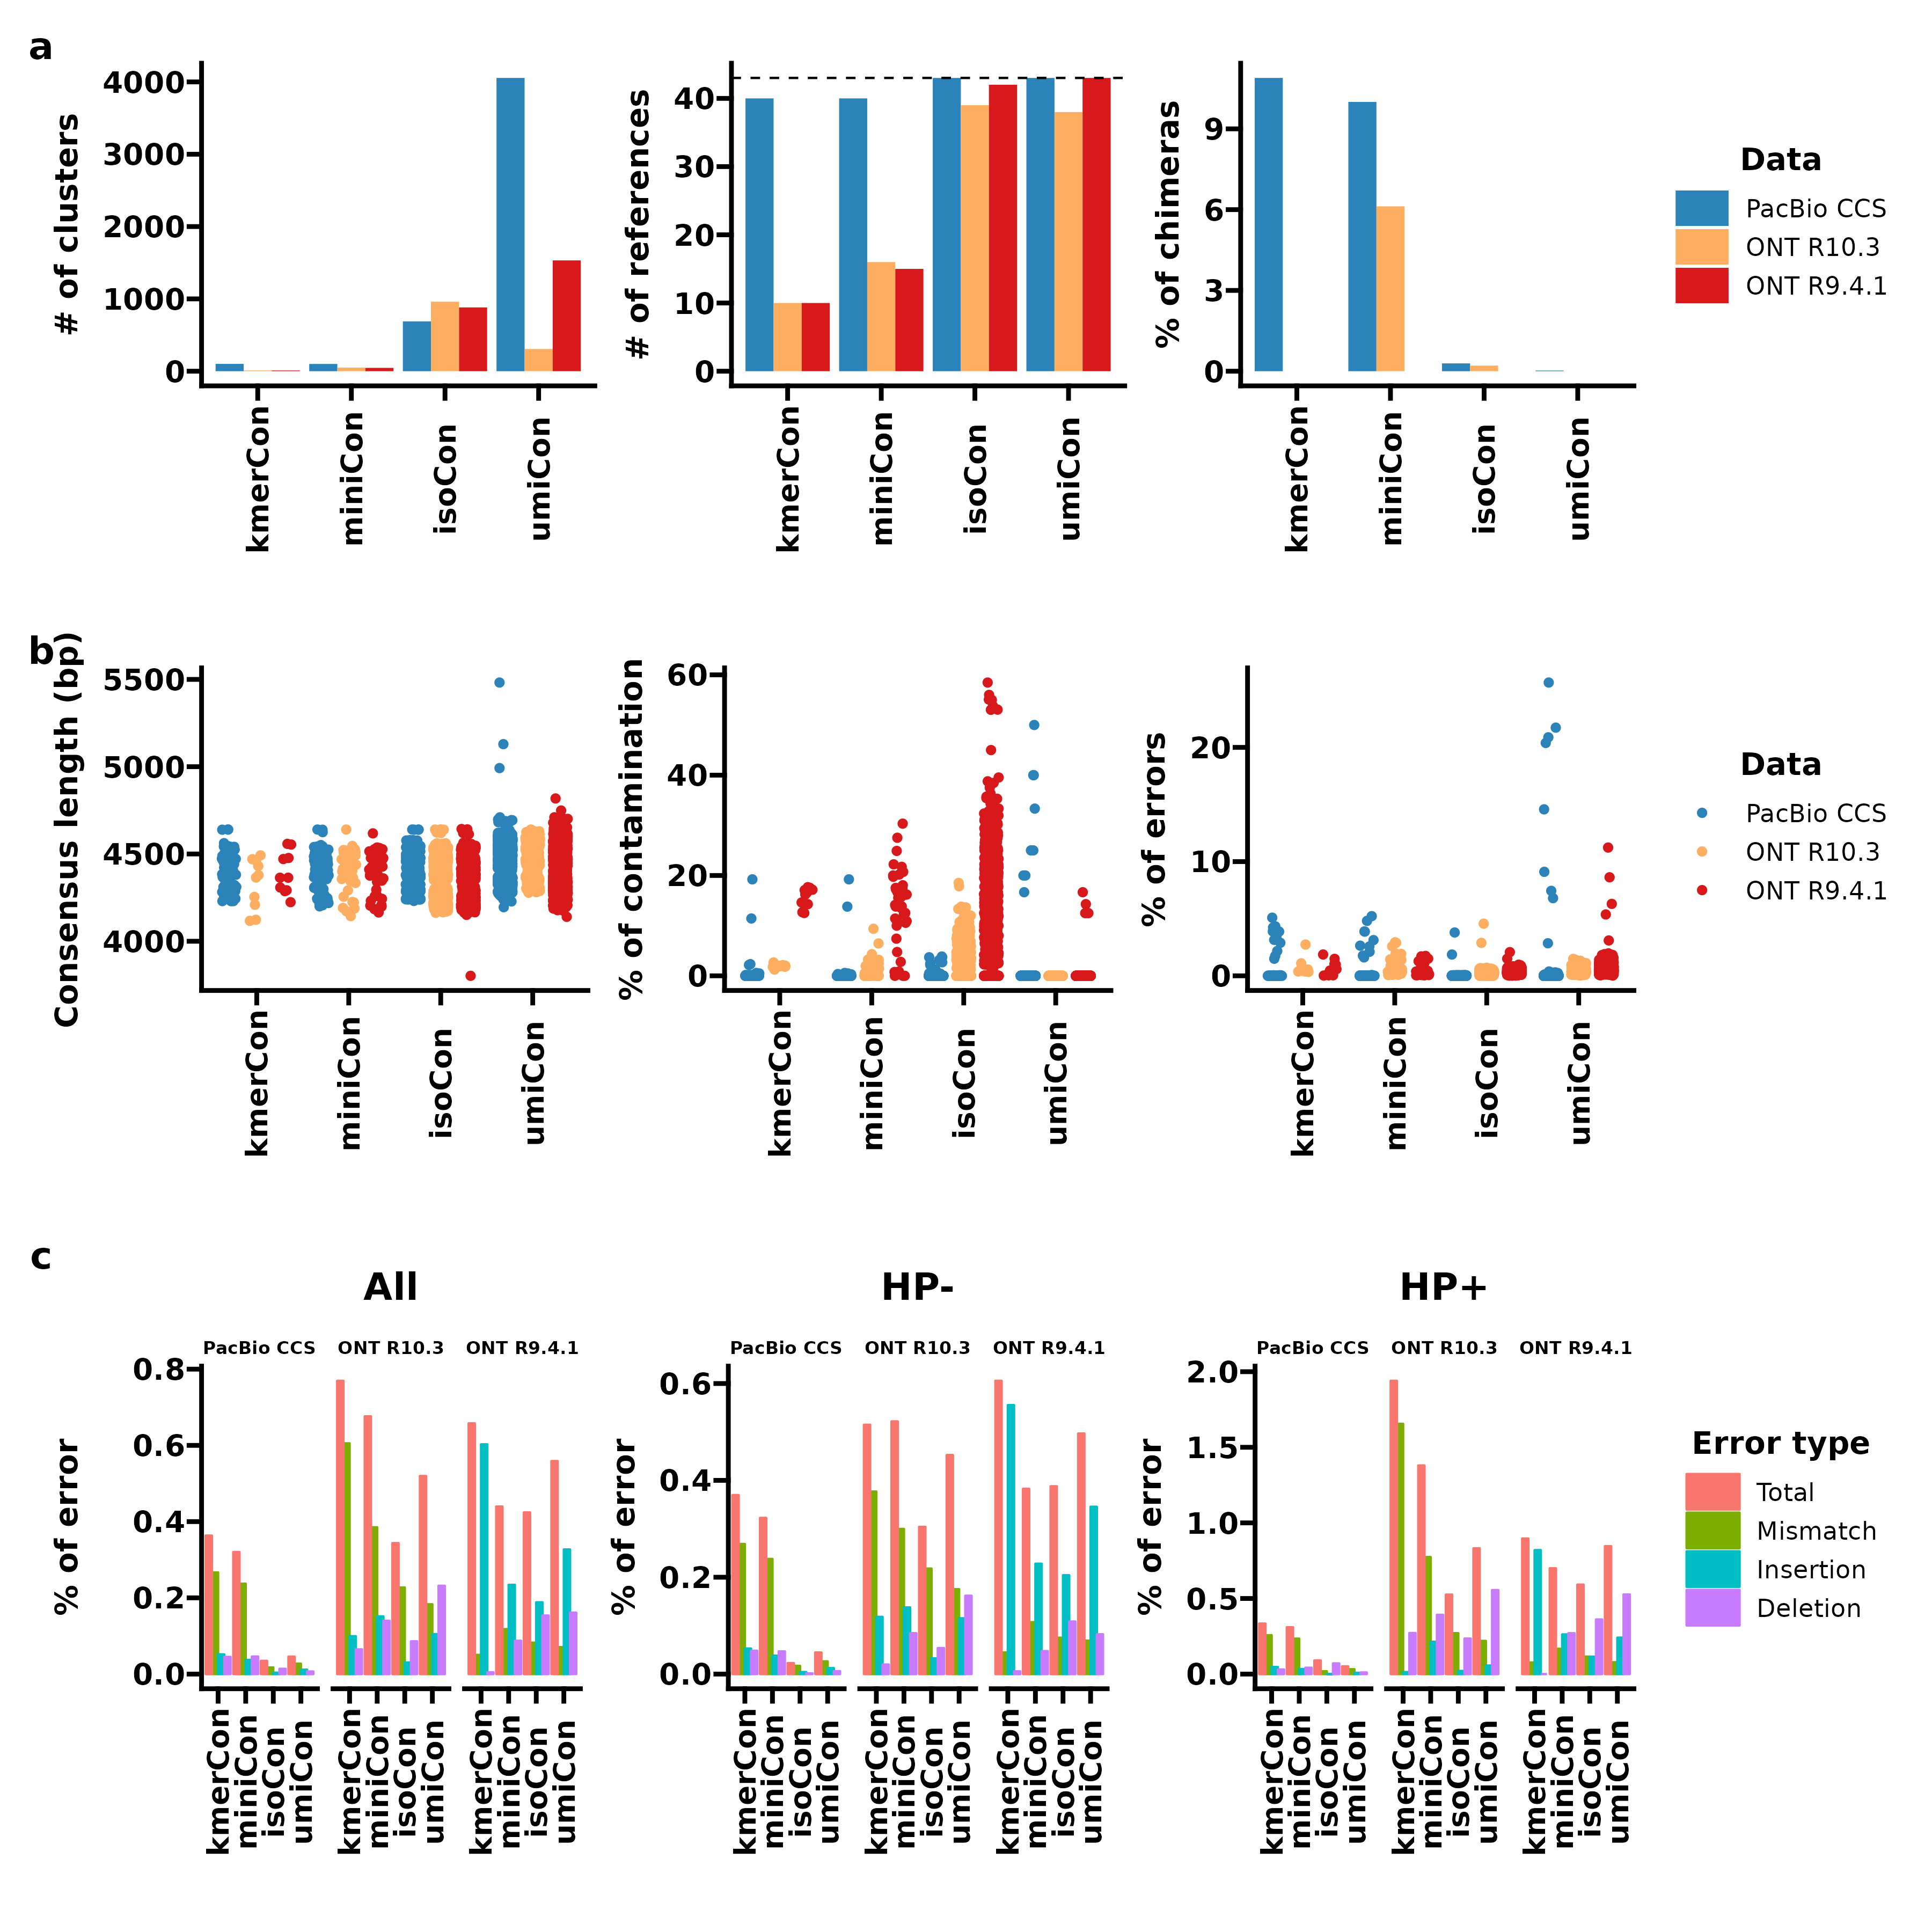 a
# of clusters
4000
3000
2000
1000
0
kmerCon
miniCon
isoCon
umiCon
# of references
40
30
20
10
0
kmerCon
miniCon
isoCon
umiCon
% of chimeras
9
6
3
0
kmerCon
miniCon
isoCon
umiCon
Data
PacBio CCS
ONT R10.3
ONT R9.4.1
b
Consensus length (bp)
5500
5000
4500
4000
kmerCon
miniCon
isoCon
umiCon
% of contamination
60
40
20
0
kmerCon
miniCon
isoCon
umiCon
% of errors
20
10
0
kmerCon
miniCon
isoCon
umiCon
Data
PacBio CCS
ONT R10.3
ONT R9.4.1
c
All
PacBio CCS
ONT R10.3
ONT R9.4.1
% of error
0.8
0.6
0.4
0.2
0.0
kmerCon
miniCon
isoCon
umiCon
kmerCon
miniCon
isoCon
umiCon
kmerCon
miniCon
isoCon
umiCon
HP-
PacBio CCS
ONT R10.3
ONT R9.4.1
% of error
0.6
0.4
0.2
0.0
kmerCon
miniCon
isoCon
umiCon
kmerCon
miniCon
isoCon
umiCon
kmerCon
miniCon
isoCon
umiCon
HP+
PacBio CCS
ONT R10.3
ONT R9.4.1
% of error
2.0
1.5
1.0
0.5
0.0
kmerCon
miniCon
isoCon
umiCon
kmerCon
miniCon
isoCon
umiCon
kmerCon
miniCon
isoCon
umiCon
Error type
Total
Mismatch
Insertion
Deletion